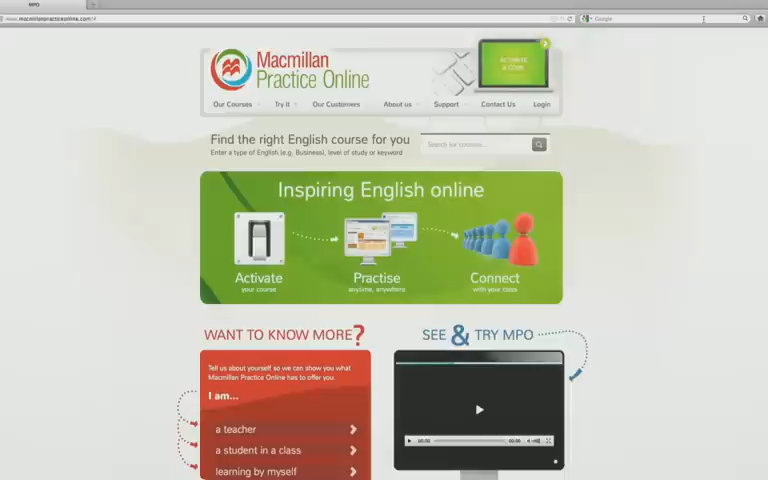 MPO
www.macmillanpracticeonline.com/#
Google
Macmillan
Practice Online
ACTIVATE
A CODE
Our Courses
Try it
Our Customers
About us
Support
Contact Us
Login
Find the right English course for you
Enter a type of English (e.g. Business), level of study or keyword
Search for courses...
Inspiring English online
Activate
your course
Practise
anytime, anywhere
Connect
with your class
WANT TO KNOW MORE?
SEE & TRY MPO
Tell us about yourself so we can show you what
Macmillan Practice Online has to offer you.
I am...
a teacher
a student in a class
learning by myself
00:00
00:00